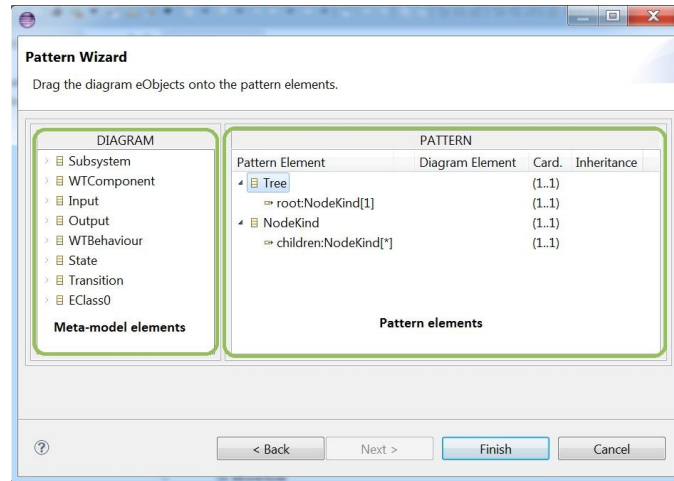 Pattern Wizard
Drag the diagram eObjects onto the pattern elements.
DIAGRAM
Subsystem
WTComponent
Input
Output
WTBehaviour
State
Transition
EClass0
Meta-model elements
PATTERN
Pattern Element Diagram Element Card. Inheritance
Tree (1..1)
root:NodeKind[1] (1..1)
NodeKind (1..1)
children:NodeKind[*] (1..1)
Pattern elements
< Back Next > Finish Cancel